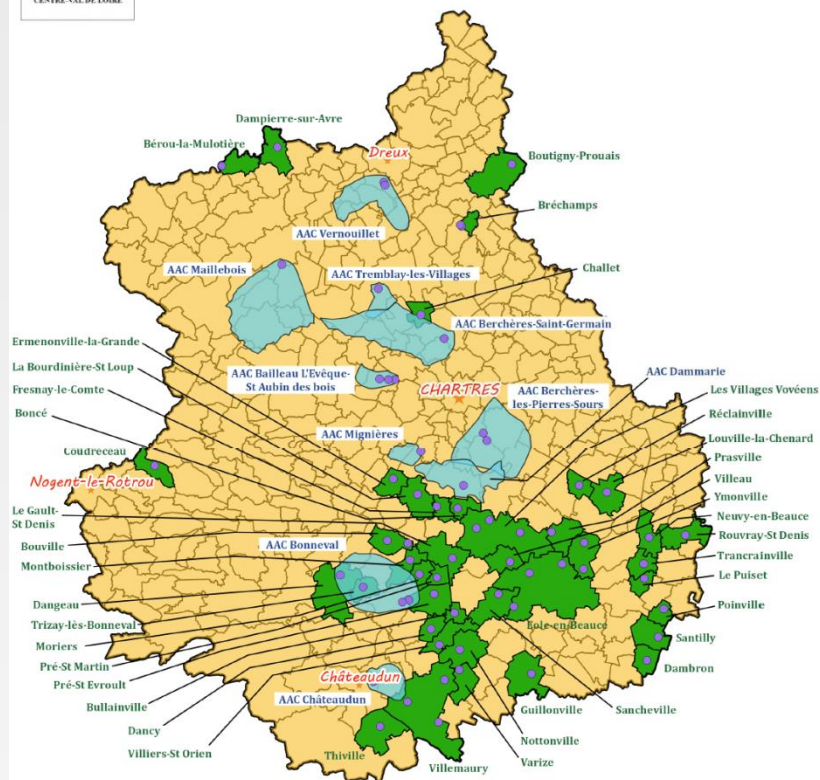 CENTRE-VAL DE LOIRE
Dampierre-sur-Avre
Bérou-la-Mulotière
Dreux
Boutigny-Prouais
Bréchamps
AAC Vernouillet
AAC Maillebois
AAC Tremblay-les-Villages
Challet
Ermenonville-la-Grande
AAC Berchères-Saint-Germain
La Bourdinière-St Loup
AAC Bailleau L'Evêque-
St Aubin des bois
AAC Dammarie
Fresnay-le-Comte
CHARTRES
AAC Berchères-
les-Pierres-Sours
Les Villages Vovéens
Boncé
Réclainville
AAC Mignières
Louville-la-Chenard
Coudreceau
Prasville
Nogent-le-Rotrou
Villeau
Ymonville
Le Gault-
St Denis
Neuvy-en-Beauce
Bouville
AAC Bonneval
Rouvray-St Denis
Montboissier
Trancrainville
Le Puiset
Dangeau
Poinville
Trizay-lès-Bonneval
Eole-en-Beauce
Moriers
Santilly
Pré-St Martin
Dambron
Pré-St Evroult
Châteaudun
Bullainville
AAC Châteaudun
Guillonville
Sancheville
Dancy
Nottonville
Villiers-St Orien
Thiville
Varize
Villemaury